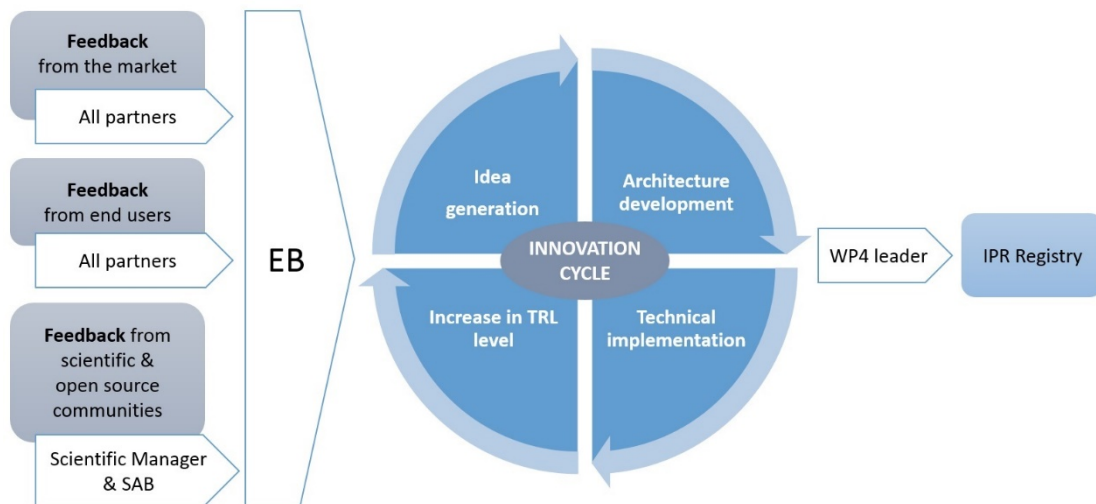 Feedback
from the market
All partners
Feedback
from end users
All partners
Feedback from
scientific &
open source
communities
Scientific Manager
& SAB
EB
Idea
generation
Architecture
development
INNOVATION
CYCLE
Increase in TRL
level
Technical
implementation
WP4 leader
IPR Registry